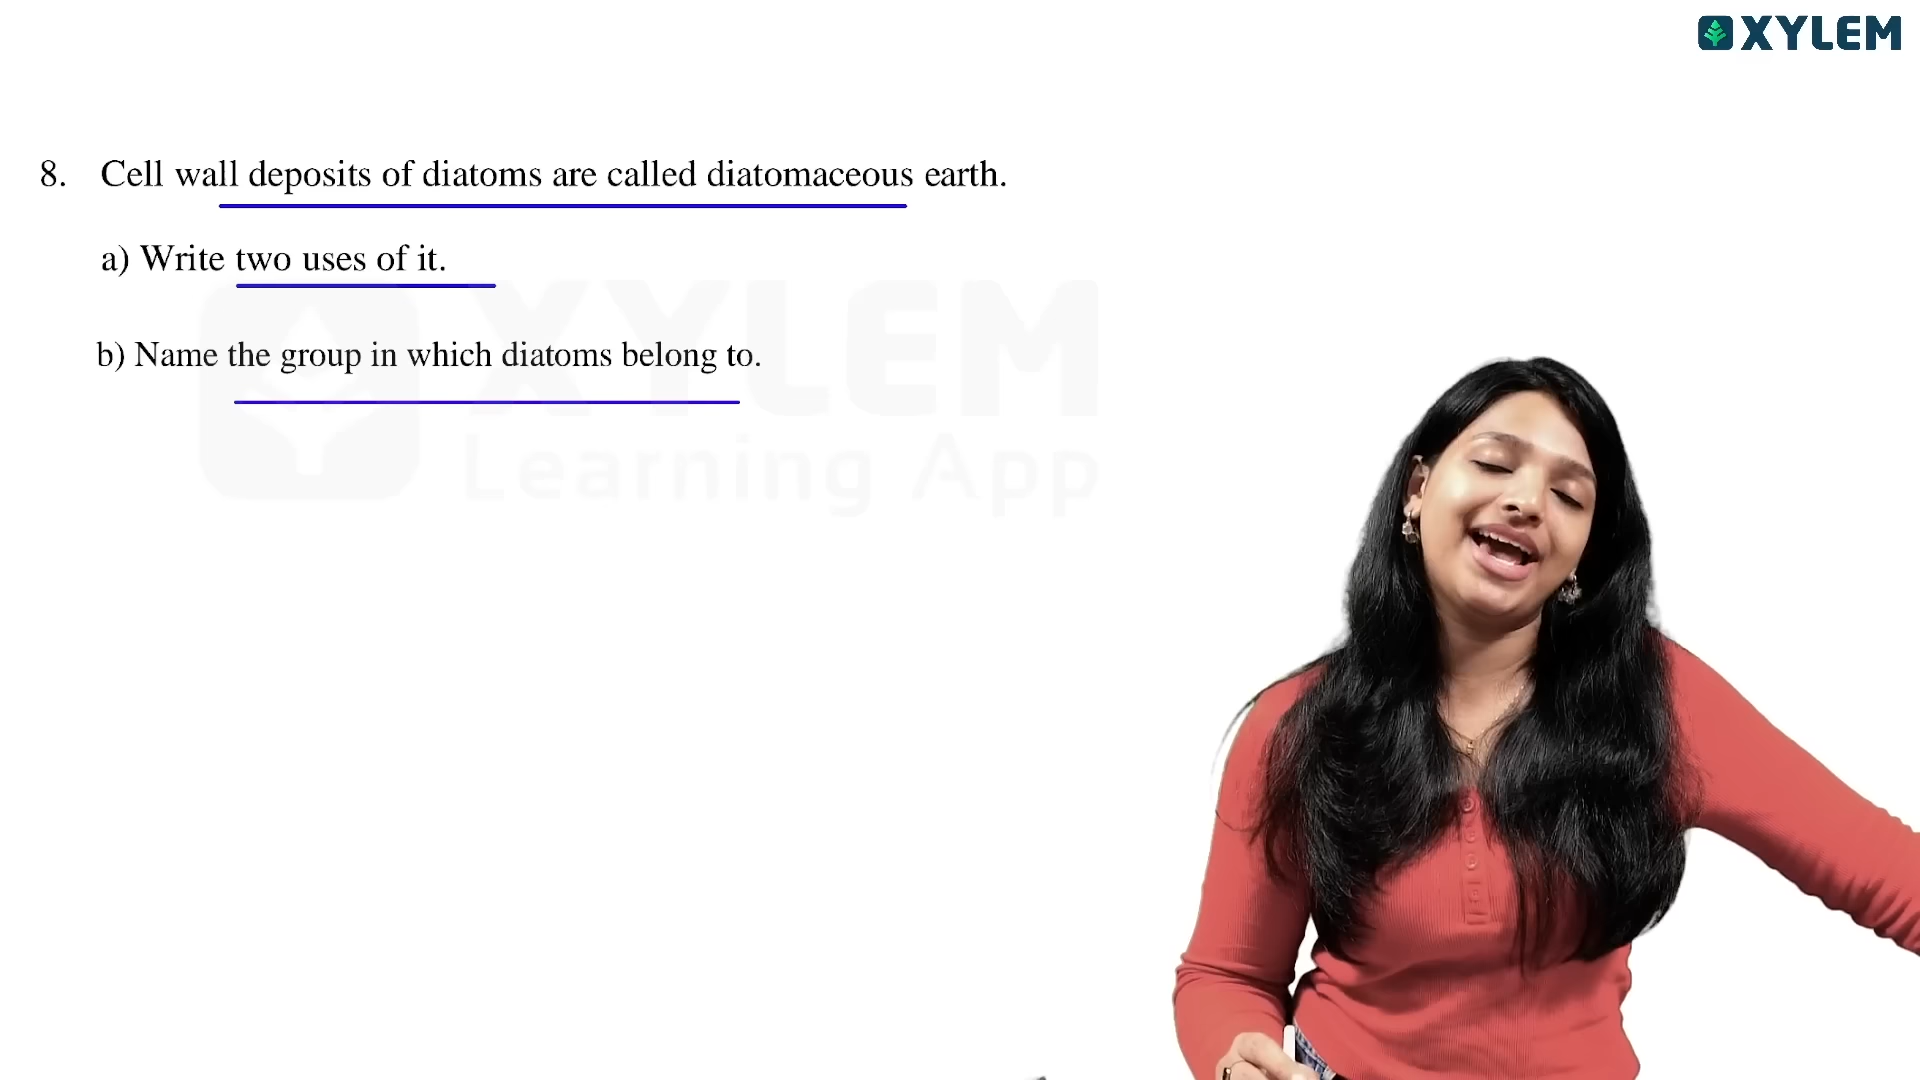 XYLEM
8. Cell wall deposits of diatoms are called diatomaceous earth.
a) Write two uses of it.
b) Name the group in which diatoms belong to.
XYLEM
Learning App